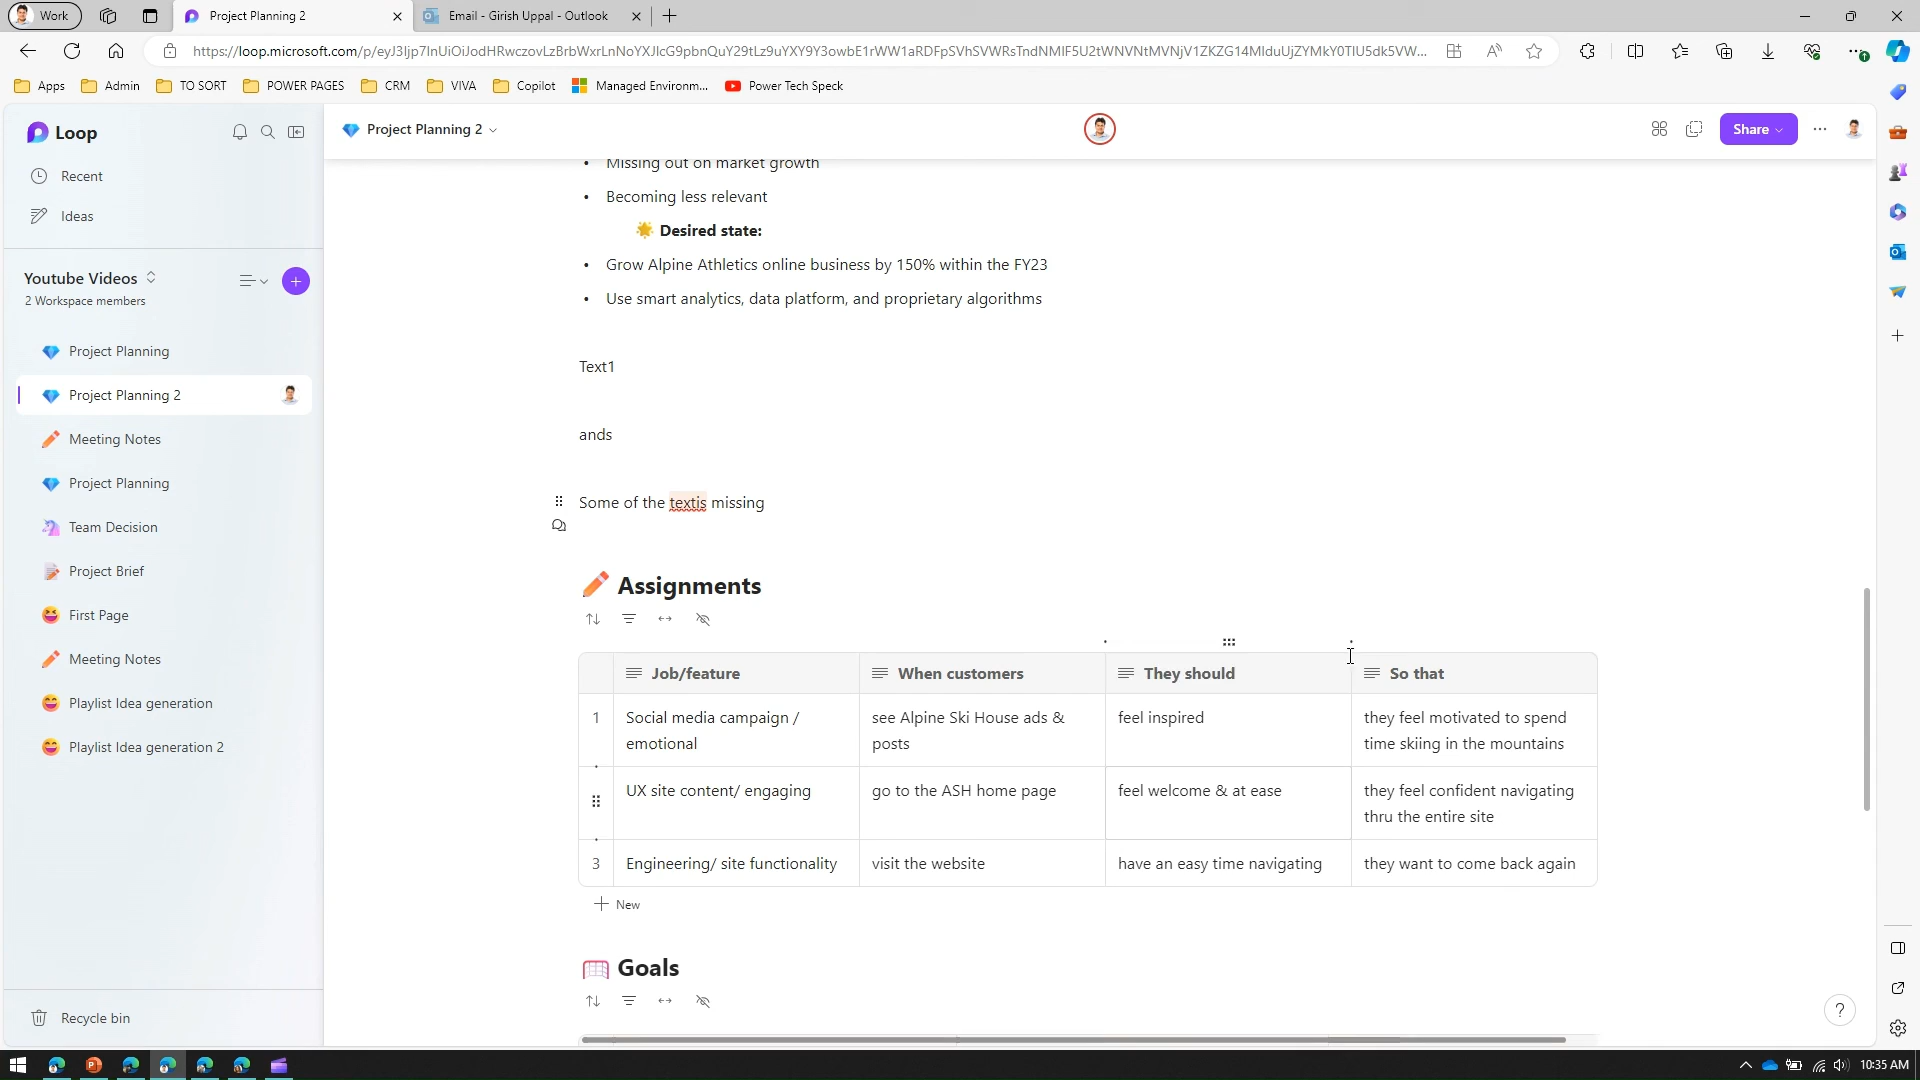 Work
Project Planning 2
Email - Girish Uppal - Outlook
Apps
Admin
TO SORT
POWER PAGES
CRM
VIVA
Copilot
Managed Environm...
Power Tech Speck
Loop
Recent
Ideas
Youtube Videos
2 Workspace members
Project Planning
Project Planning 2
Meeting Notes
Project Planning
Team Decision
Project Brief
First Page
Meeting Notes
Playlist Idea generation
Playlist Idea generation 2
Recycle bin
Project Planning 2
Share
• Missing out on market growth
• Becoming less relevant
Desired state:
• Grow Alpine Athletics online business by 150% within the FY23
• Use smart analytics, data platform, and proprietary algorithms
Text1
ands
Some of the textis missing
Assignments
Job/feature When customers They should So that
1 Social media campaign / see Alpine Ski House ads & feel inspired they feel motivated to spend
emotional posts time skiing in the mountains
UX site content/ engaging go to the ASH home page feel welcome & at ease they feel confident navigating
thru the entire site
3 Engineering/ site functionality visit the website have an easy time navigating they want to come back again
New
Goals
?
10:35 AM